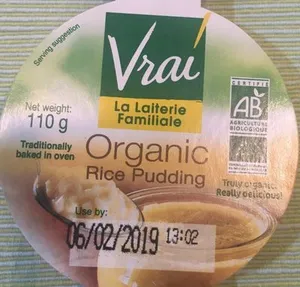 Serving suggestion
Vrai
La Laiterie
Familiale
Net weight:
110 g
Traditionally
baked in oven
CERTIFIÉ
AB
AGRICULTURE
BIOLOGIQUE
Organic
Rice Pudding
Truly organic.
Really delicious!
Use by:
06/02/2019 13:02